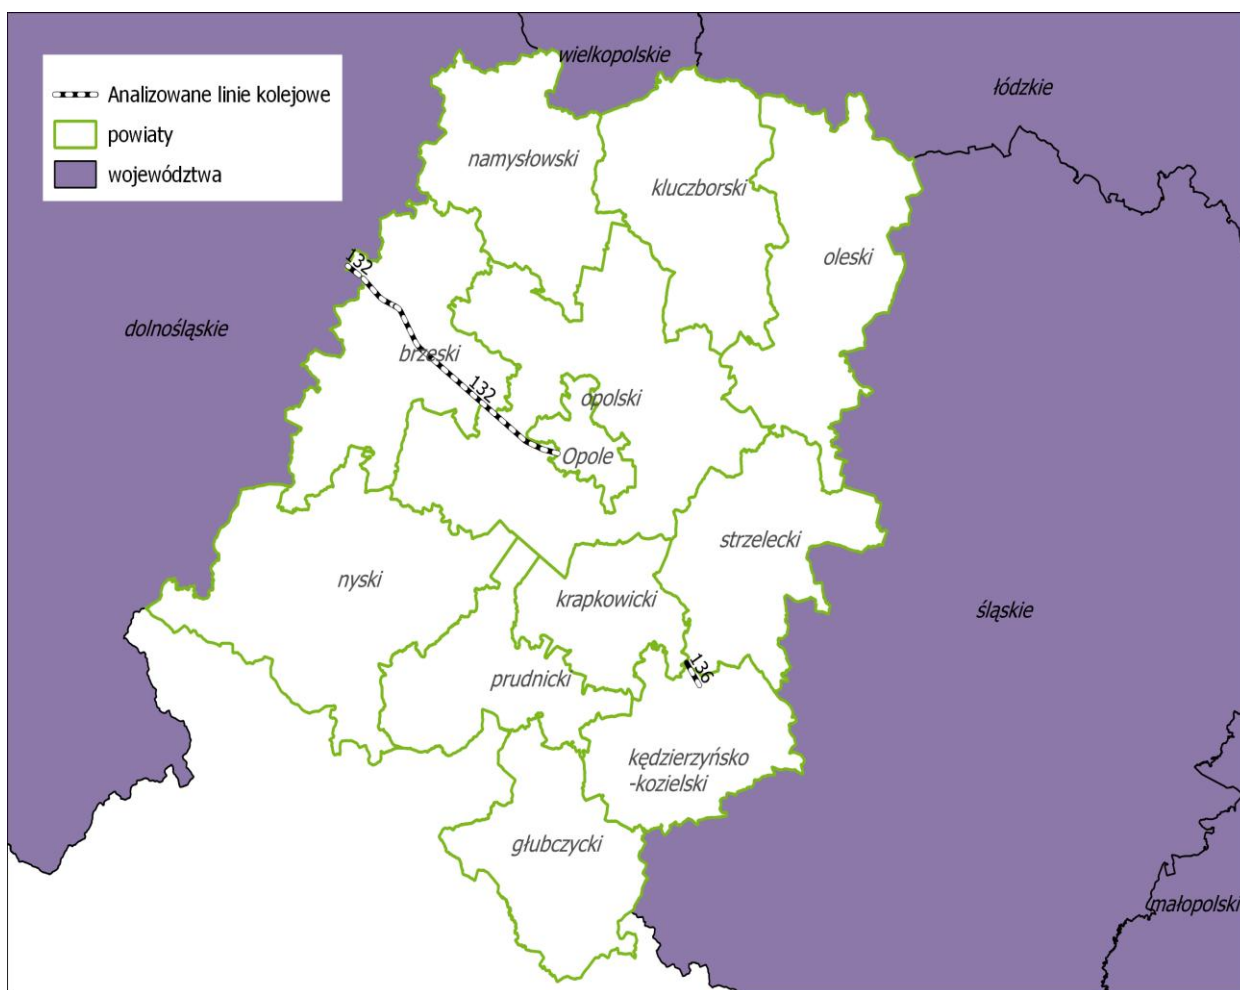 wielkopolskie
łódzkie
Analizowane linie kolejowe
powiaty
województwa
namysłowski
kluczborski
oleski
132
dolnośląskie
brzeski
132
opolski
Opole
strzelecki
nyski
krapkowicki
śląskie
136
prudnicki
kędzierzyńsko
-kozielski
głubczycki
małopolski